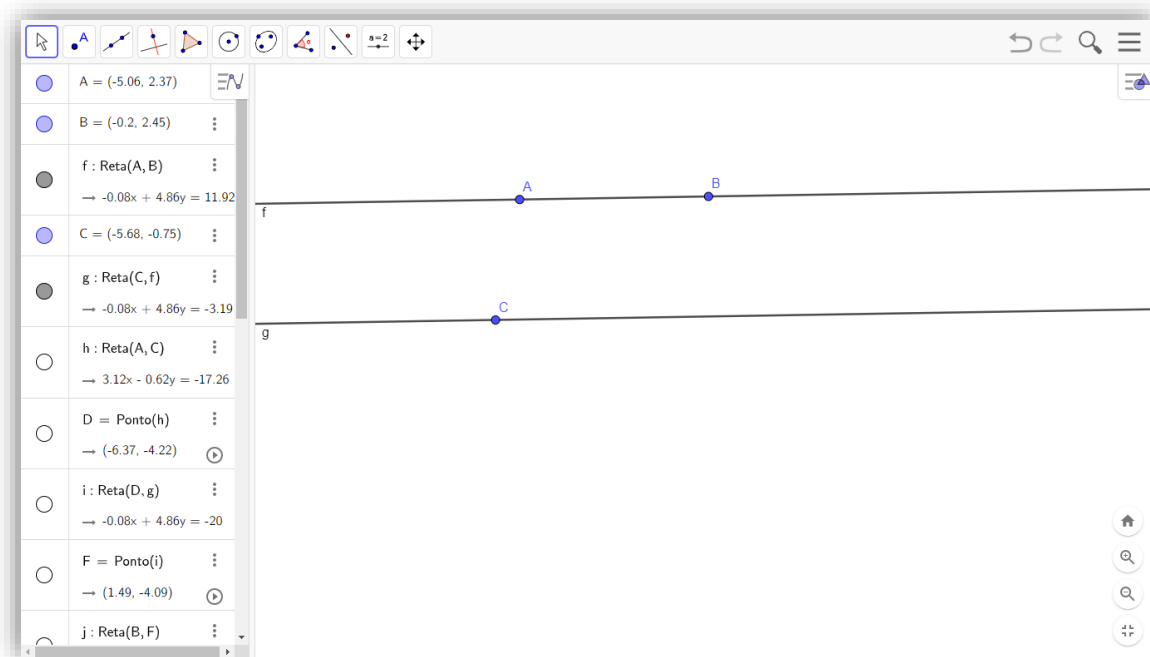 A
a=2
A = (-5.06, 2.37)
B = (-0.2, 2.45)
f : Reta(A, B)
→ -0.08x + 4.86y = 11.92
C = (-5.68, -0.75)
g : Reta(C, f)
→ -0.08x + 4.86y = -3.19
h : Reta(A, C)
→ 3.12x - 0.62y = -17.26
D = Ponto(h)
→ (-6.37, -4.22)
i : Reta(D, g)
→ -0.08x + 4.86y = -20
F = Ponto(i)
→ (1.49, -4.09)
j : Reta(B, F)
A
B
f
C
g